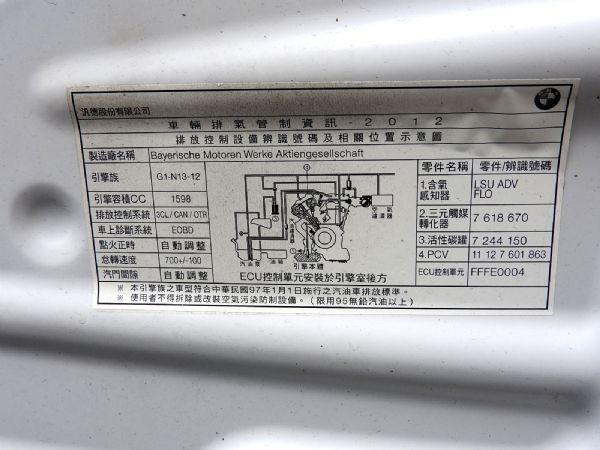 汎德股份有限公司
車輛排氣管制資訊-2012
排放控制設備辨識號碼及相關位置示意圖
製造廠名稱 Bayerische Motoren Werke Aktiengesellschaft
引擎族 G1-N13-12
引擎容積CC 1598
排放控制系統 3CL/CAN/OTR
車上診斷系統 EOBD
點火正時 自動調整
怠轉速度 700+/-100
汽門間隙 自動調整
引擎本體
ECU控制單元安裝於引擎室後方
零件名稱 零件/辨識號碼
1.含氧感知器 LSU ADV FLO
2.三元觸媒轉化器 7 618 670
3.活性碳罐 7 244 150
4.PCV 11 12 7 601 863
ECU控制單元 FFFE0004
※ 本引擎族之車型符合中華民國97年1月1日施行之汽油車排放標準。
※ 使用者不得拆除或改裝空氣污染防制設備。(限用95無鉛汽油以上)